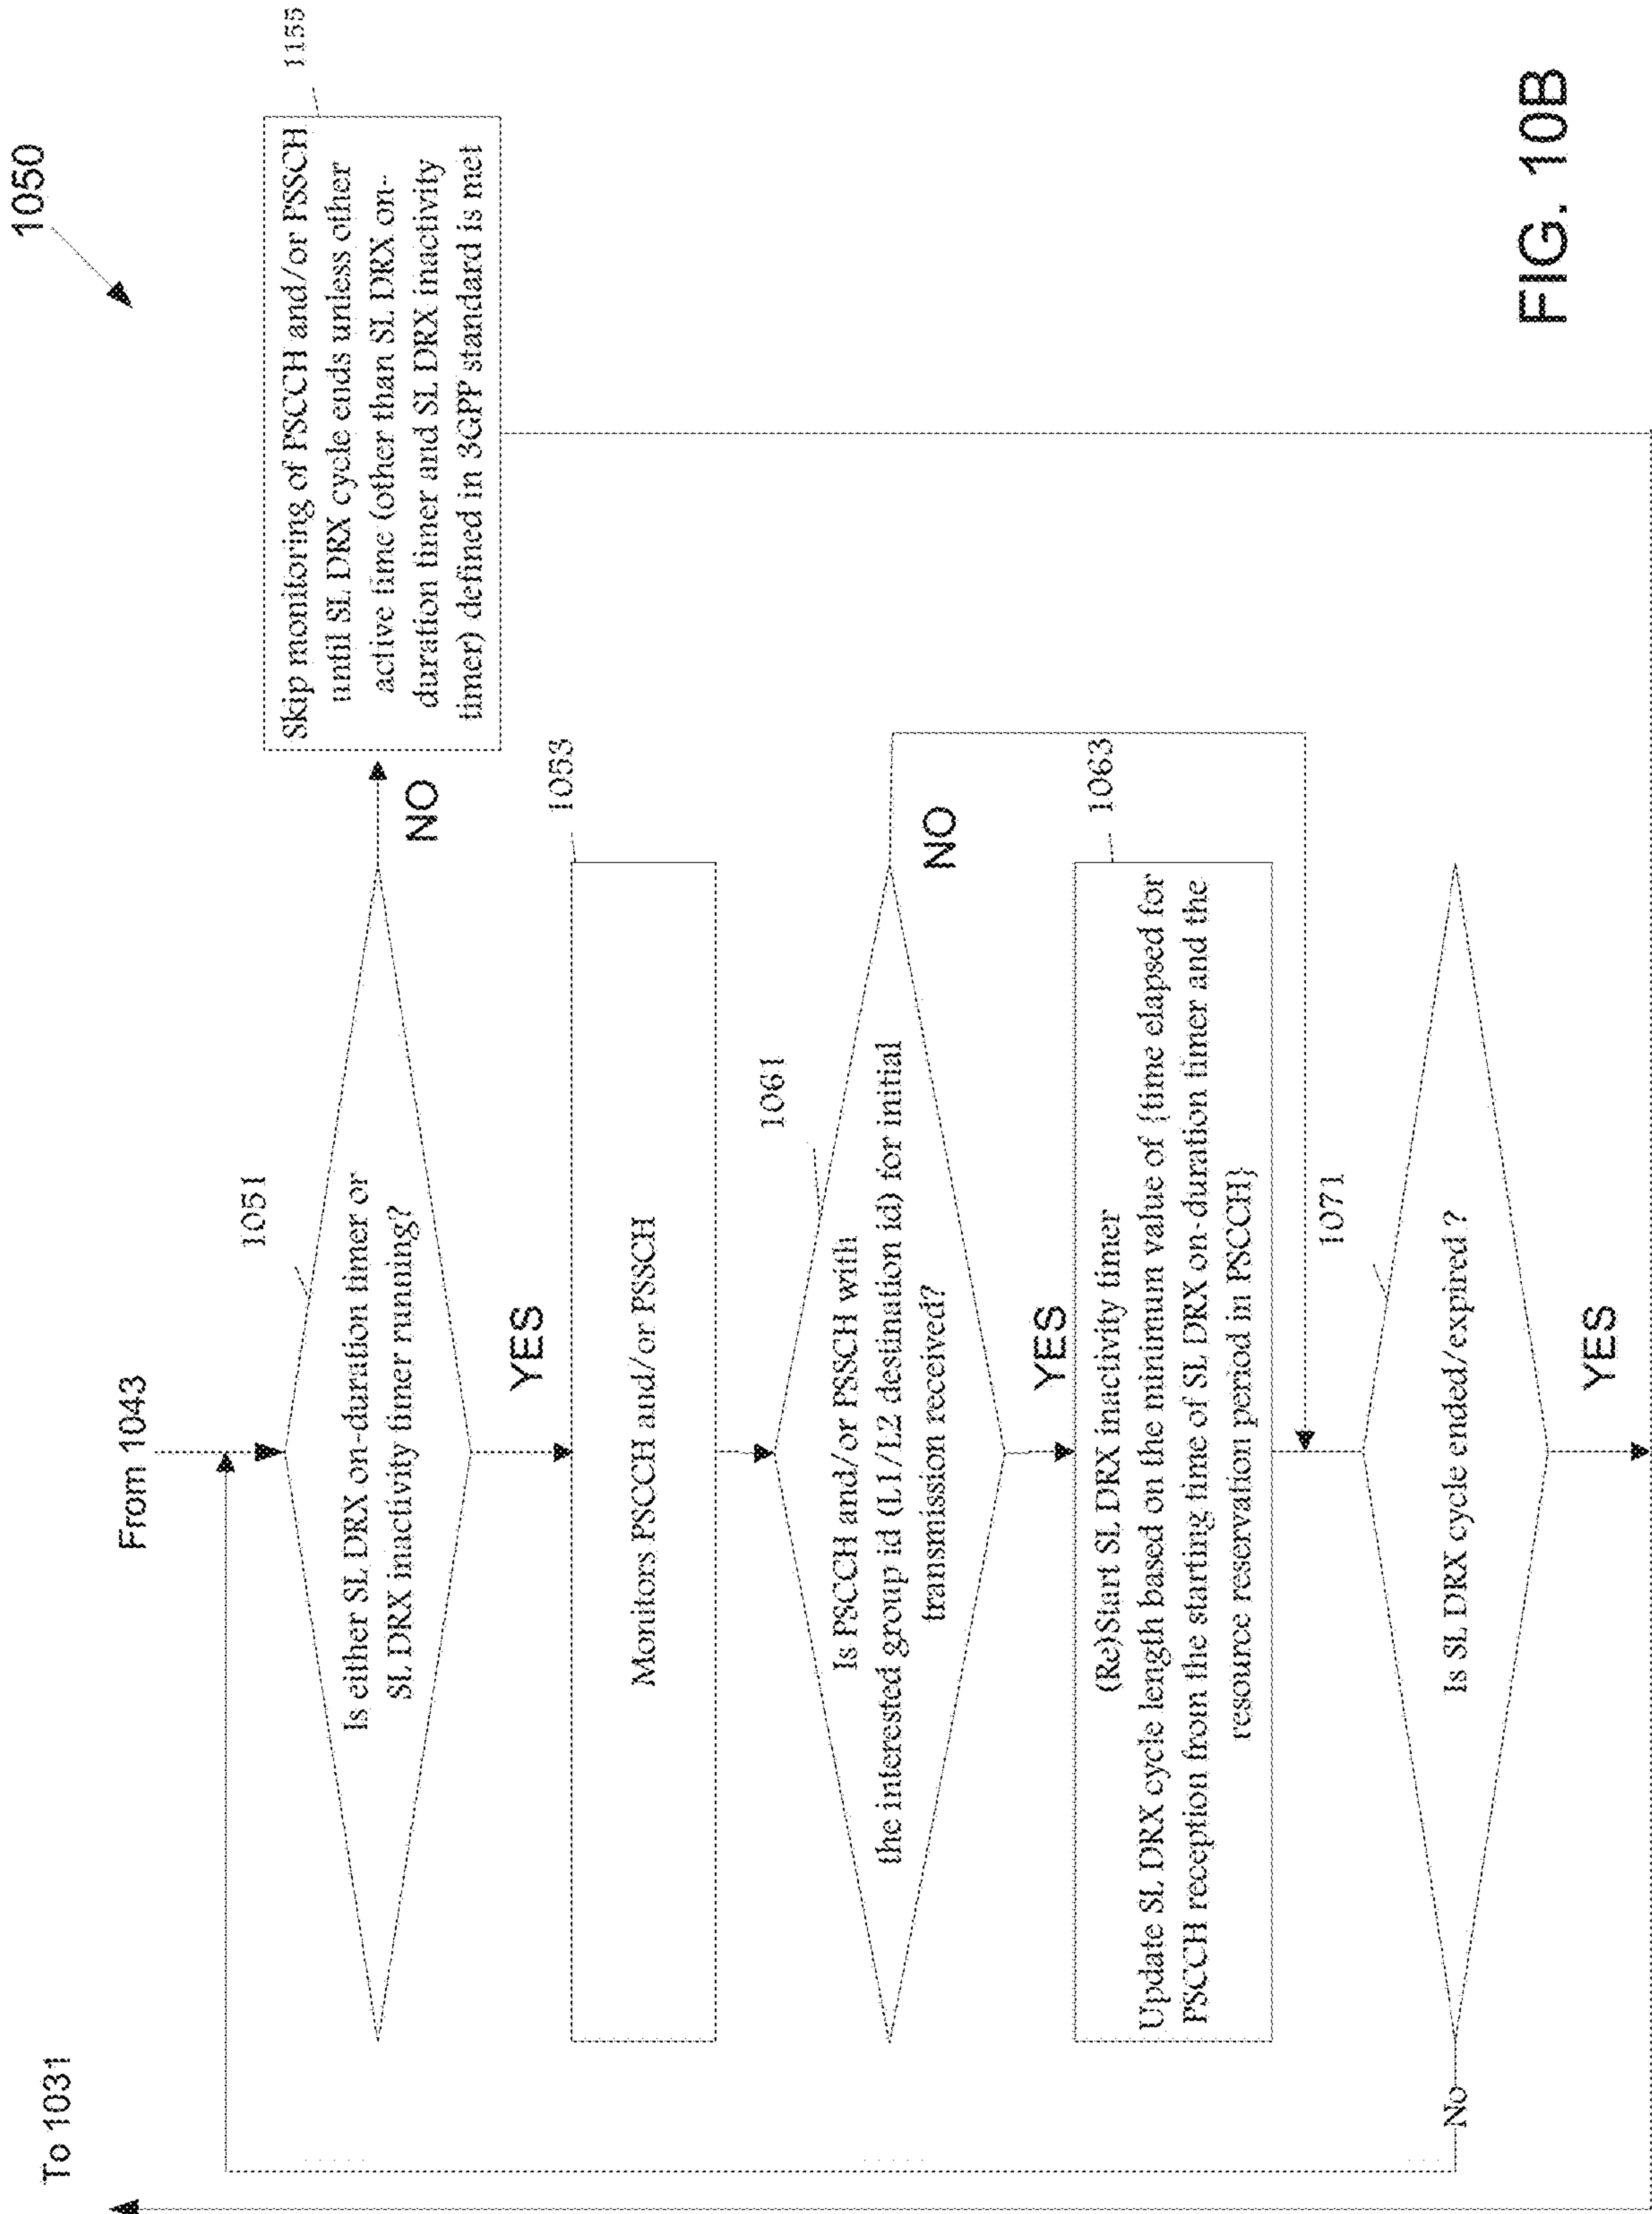 1050
To 1031
From 1043
1051
Is either SL DRX on-duration timer or
SL DRX inactivity timer running?
NO
1155
Skip monitoring of PSCCH and/or PSSCH
until SL DRX cycle ends unless other
active time (other than SL DRX on-
duration timer and SL DRX inactivity
timer) defined in 3GPP standard is met
YES
1053
Monitors PSCCH and/or PSSCH
1061
Is PSCCH and/or PSSCH with
the interested group id (L1/L2 destination id) for initial
transmission received?
NO
YES
1063
(Re)Start SL DRX inactivity timer
Update SL DRX cycle length based on the minimum value of {time elapsed for
PSCCH reception from the starting time of SL DRX on-duration timer and the
resource reservation period in PSCCH}
1071
Is SL DRX cycle ended/expired ?
No
YES
FIG. 10B